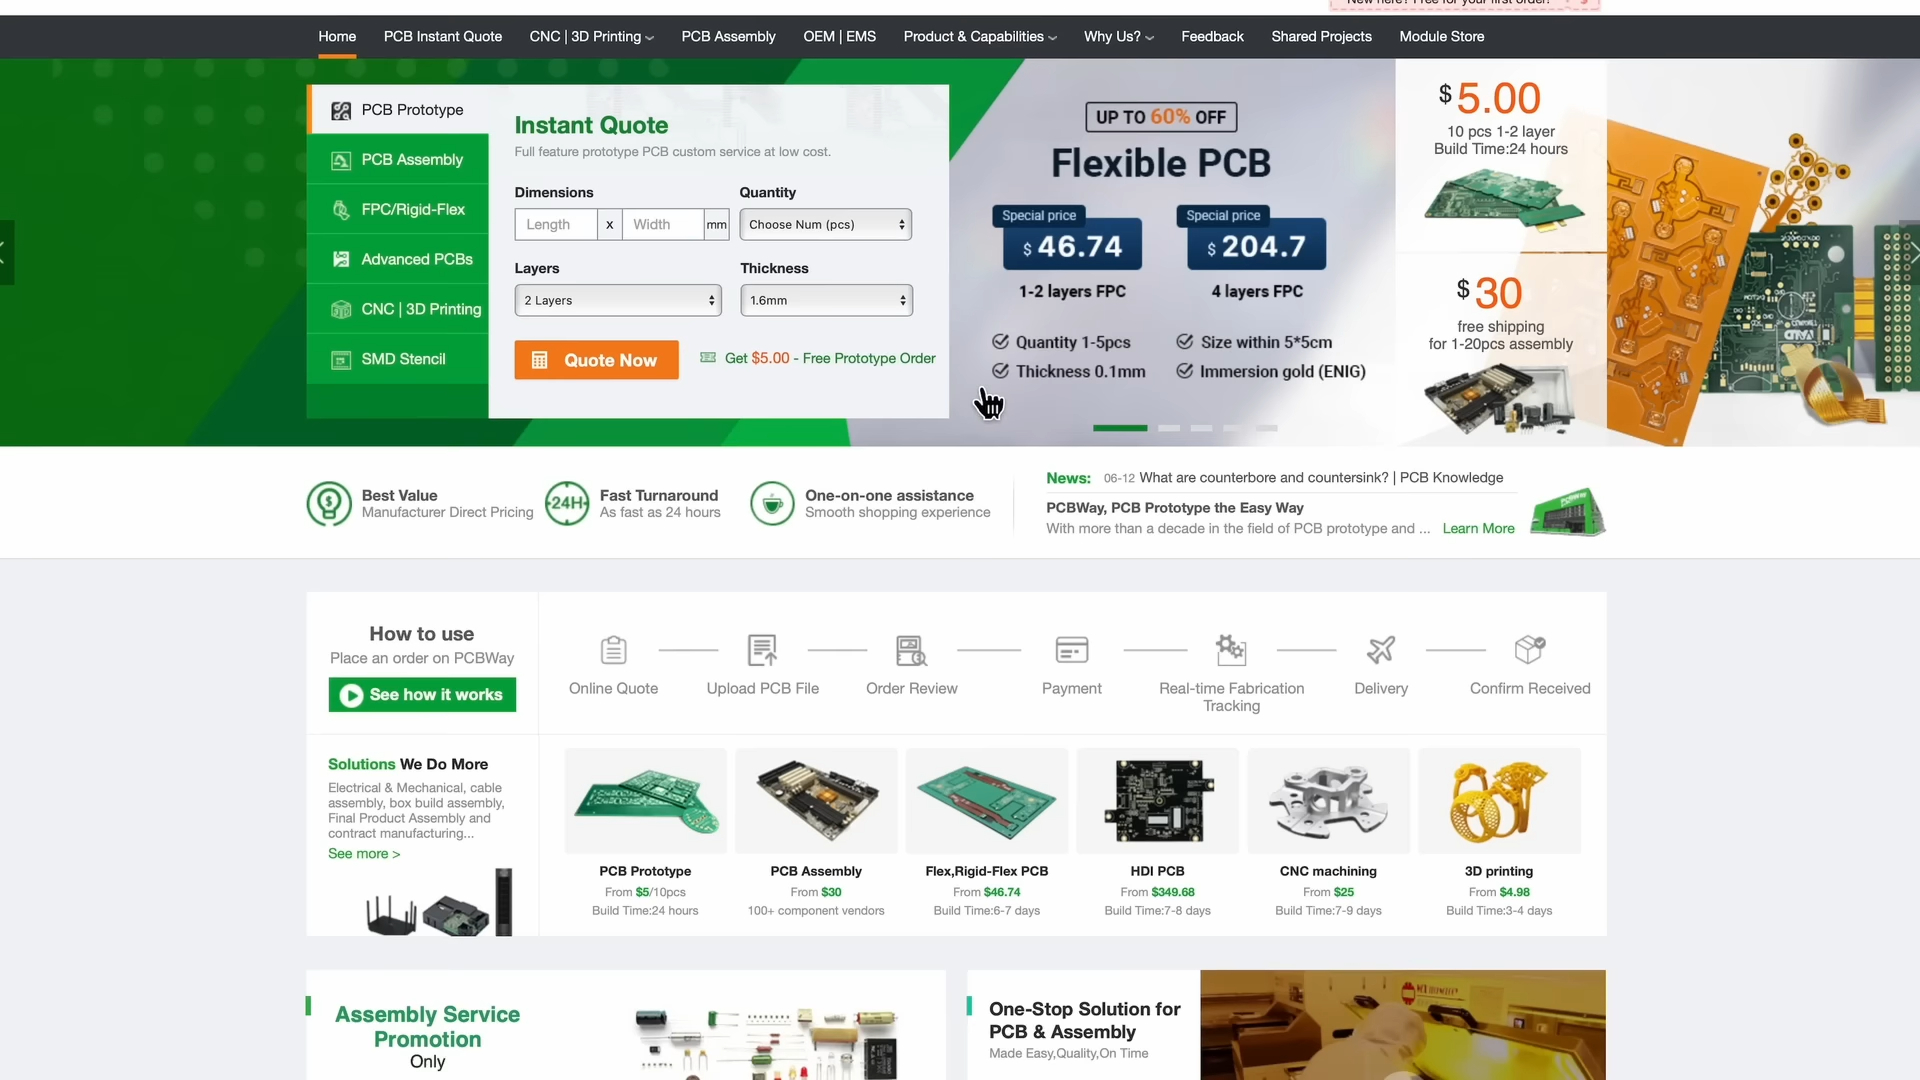 New here? Free for your first order!
Home PCB Instant Quote CNC | 3D Printing PCB Assembly OEM | EMS Product & Capabilities Why Us? Feedback Shared Projects Module Store
PCB Prototype
PCB Assembly
FPC/Rigid-Flex
Advanced PCBs
CNC | 3D Printing
SMD Stencil
Instant Quote
Full feature prototype PCB custom service at low cost.
Dimensions Quantity
Length x Width mm Choose Num (pcs)
Layers Thickness
2 Layers 1.6mm
Quote Now Get $5.00 - Free Prototype Order
UP TO 60% OFF
Flexible PCB
Special price Special price
$ 46.74 $ 204.7
1-2 layers FPC 4 layers FPC
Quantity 1-5pcs Size within 5*5cm
Thickness 0.1mm Immersion gold (ENIG)
$ 5.00
10 pcs 1-2 layer
Build Time:24 hours
$ 30
free shipping
for 1-20pcs assembly
Best Value
Manufacturer Direct Pricing
24H
Fast Turnaround
As fast as 24 hours
One-on-one assistance
Smooth shopping experience
News: 06-12 What are counterbore and countersink? | PCB Knowledge
PCBWay, PCB Prototype the Easy Way
With more than a decade in the field of PCB prototype and ... Learn More
How to use
Place an order on PCBWay
See how it works
Online Quote
Upload PCB File
Order Review
Payment
Real-time Fabrication
Tracking
Delivery
Confirm Received
Solutions We Do More
Electrical & Mechanical, cable
assembly, box build assembly,
Final Product Assembly and
contract manufacturing...
See more >
PCB Prototype
From $5/10pcs
Build Time:24 hours
PCB Assembly
From $30
100+ component vendors
Flex,Rigid-Flex PCB
From $46.74
Build Time:6-7 days
HDI PCB
From $349.68
Build Time:7-8 days
CNC machining
From $25
Build Time:7-9 days
3D printing
From $4.98
Build Time:3-4 days
Assembly Service
Promotion
Only
One-Stop Solution for
PCB & Assembly
Made Easy,Quality,On Time